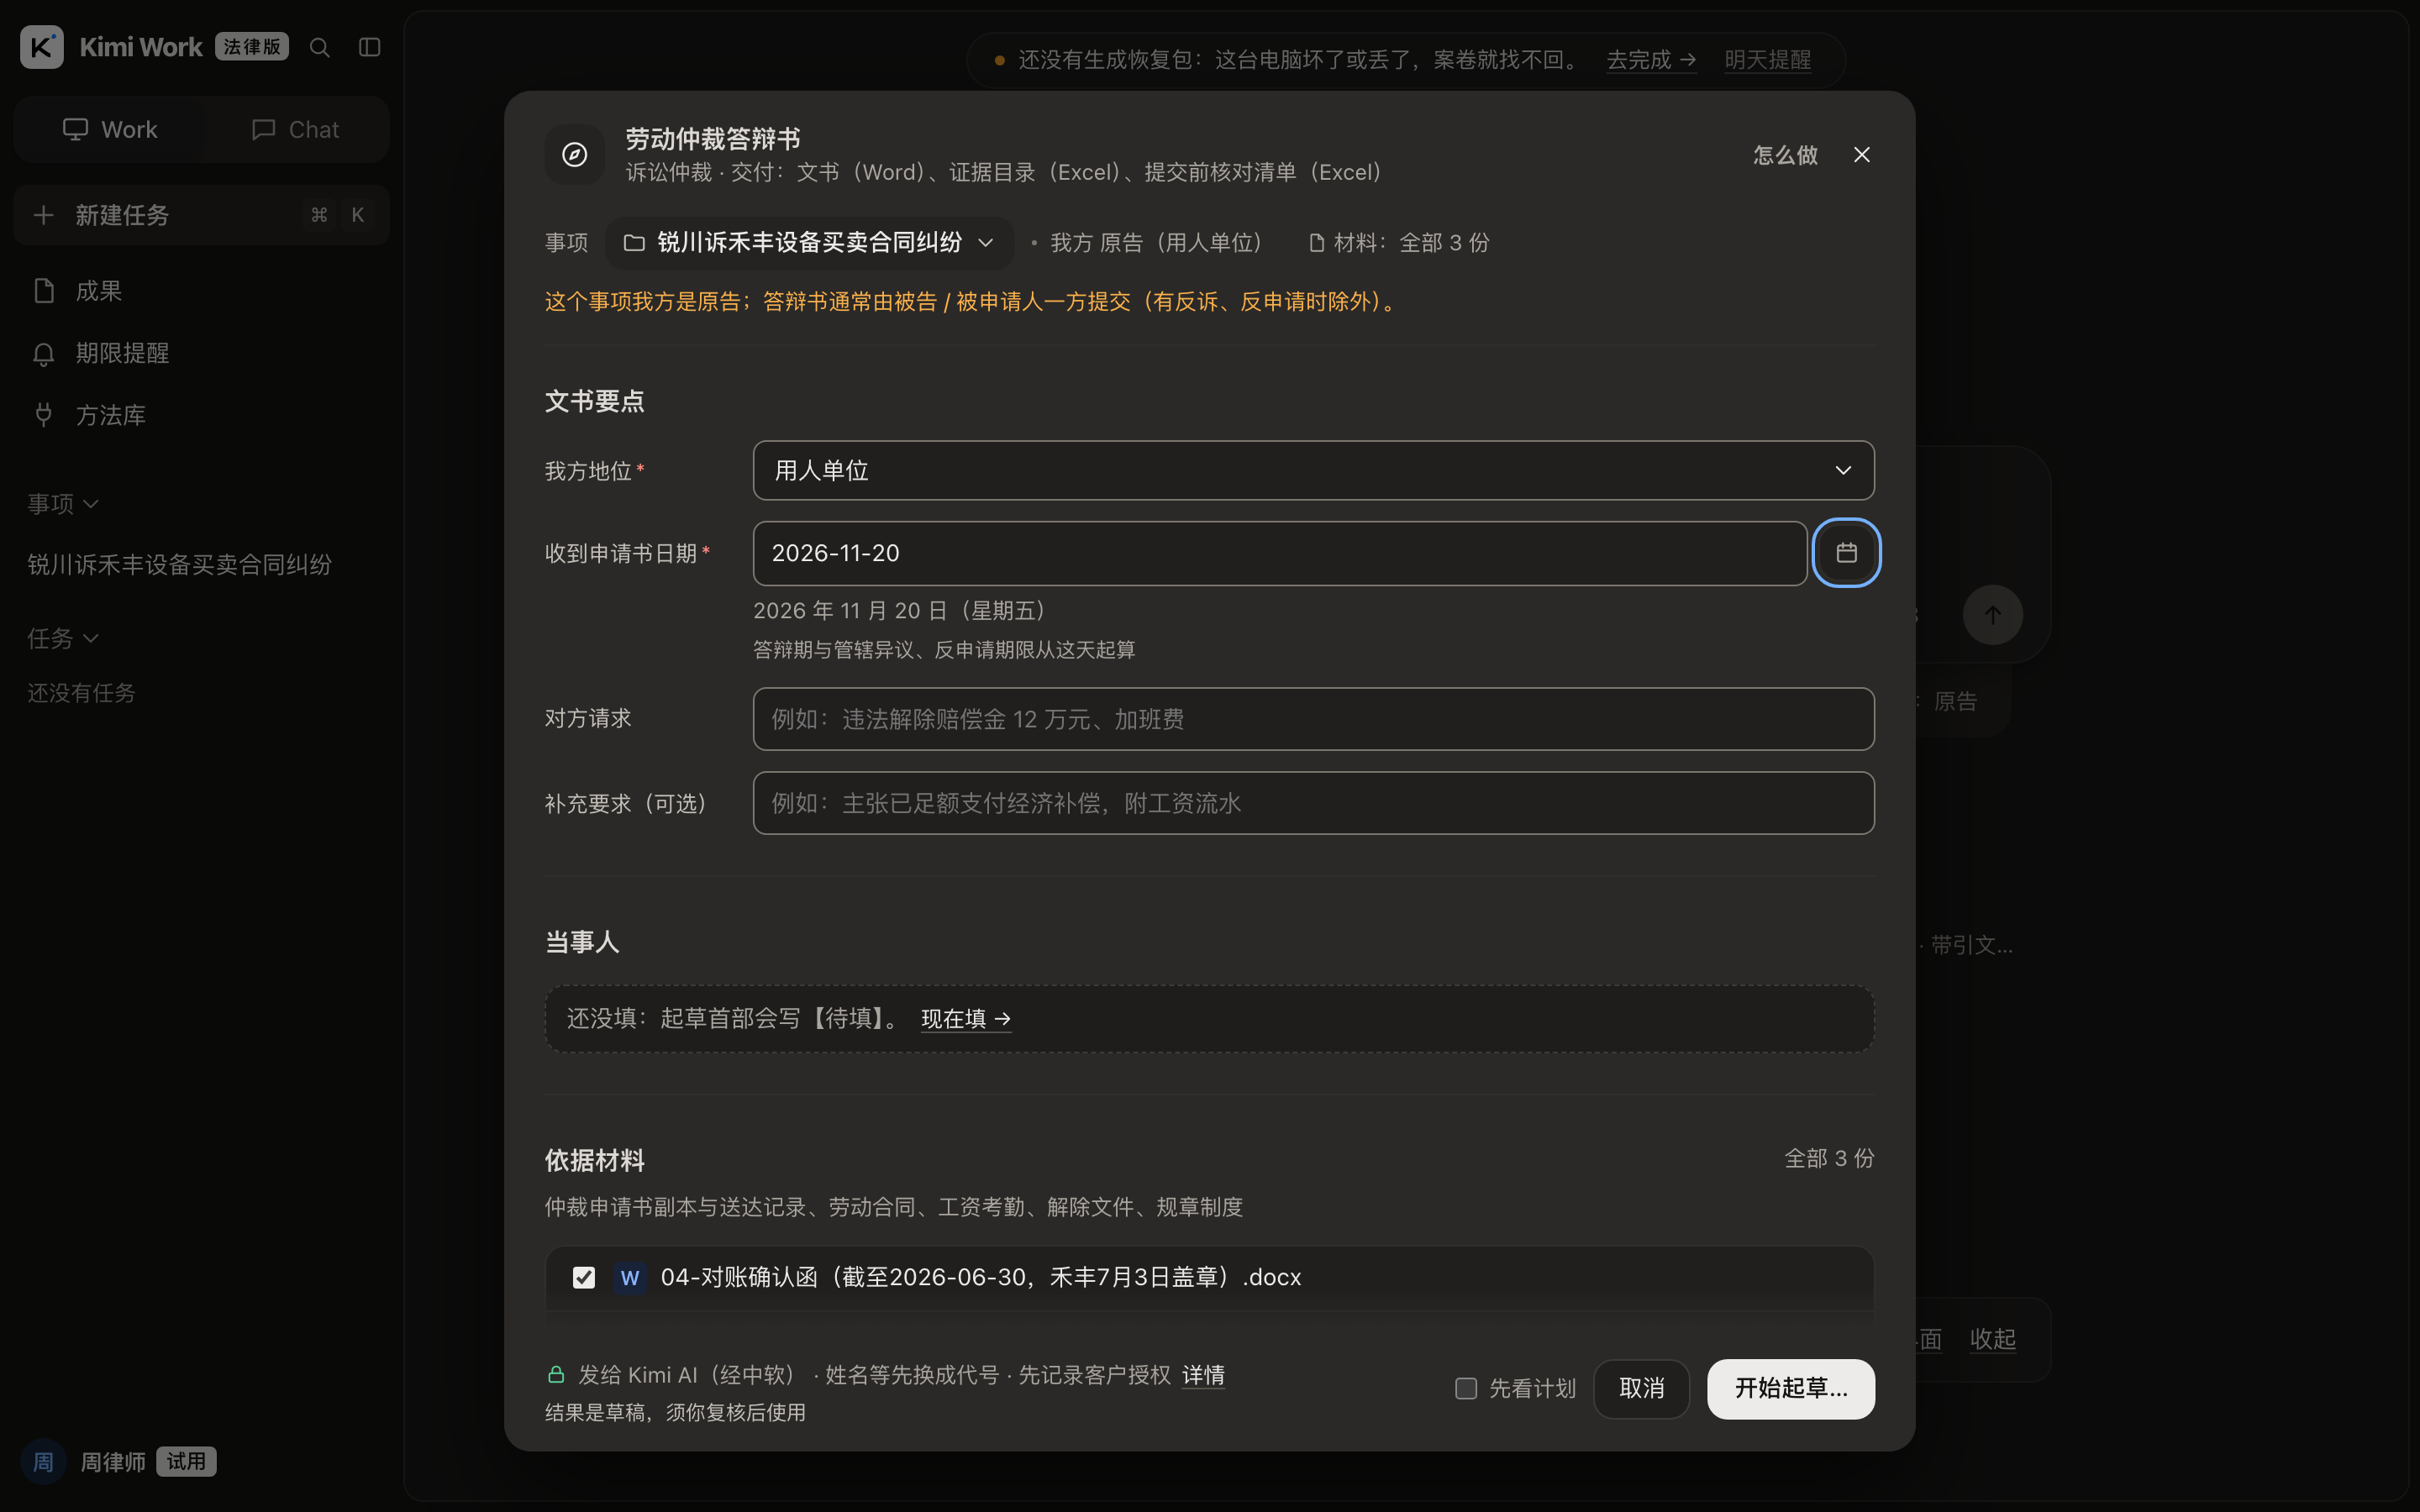 Kimi Work 法律版
Work
Chat
新建任务 ⌘ K
成果
期限提醒
方法库
事项
锐川诉禾丰设备买卖合同纠纷
任务
还没有任务
周 周律师 试用
还没有生成恢复包：这台电脑坏了或丢了，案卷就找不回。 去完成 → 明天提醒
劳动仲裁答辩书
诉讼仲裁 · 交付：文书（Word）、证据目录（Excel）、提交前核对清单（Excel）
怎么做
事项 锐川诉禾丰设备买卖合同纠纷 • 我方 原告（用人单位） 材料：全部 3 份
这个事项我方是原告；答辩书通常由被告 / 被申请人一方提交（有反诉、反申请时除外）。
文书要点
我方地位* 用人单位
收到申请书日期* 2026-11-20
2026 年 11 月 20 日（星期五）
答辩期与管辖异议、反申请期限从这天起算
对方请求 例如：违法解除赔偿金 12 万元、加班费
补充要求（可选） 例如：主张已足额支付经济补偿，附工资流水
：原告
当事人
还没填：起草首部会写【待填】。 现在填 →
· 带引文...
依据材料 全部 3 份
仲裁申请书副本与送达记录、劳动合同、工资考勤、解除文件、规章制度
W 04-对账确认函（截至2026-06-30，禾丰7月3日盖章）.docx
面 收起
发给 Kimi AI（经中软） · 姓名等先换成代号 · 先记录客户授权 详情
结果是草稿，须你复核后使用
先看计划 取消 开始起草...